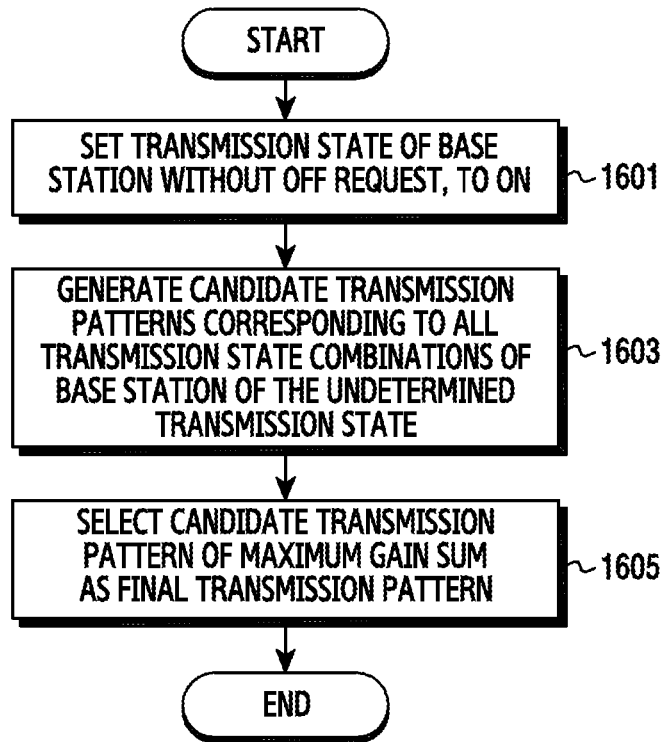 START
SET TRANSMISSION STATE OF BASE
STATION WITHOUT OFF REQUEST, TO ON
1601
GENERATE CANDIDATE TRANSMISSION
PATTERNS CORRESPONDING TO ALL
TRANSMISSION STATE COMBINATIONS OF
BASE STATION OF THE UNDETERMINED
TRANSMISSION STATE
1603
SELECT CANDIDATE TRANSMISSION
PATTERN OF MAXIMUM GAIN SUM
AS FINAL TRANSMISSION PATTERN
1605
END